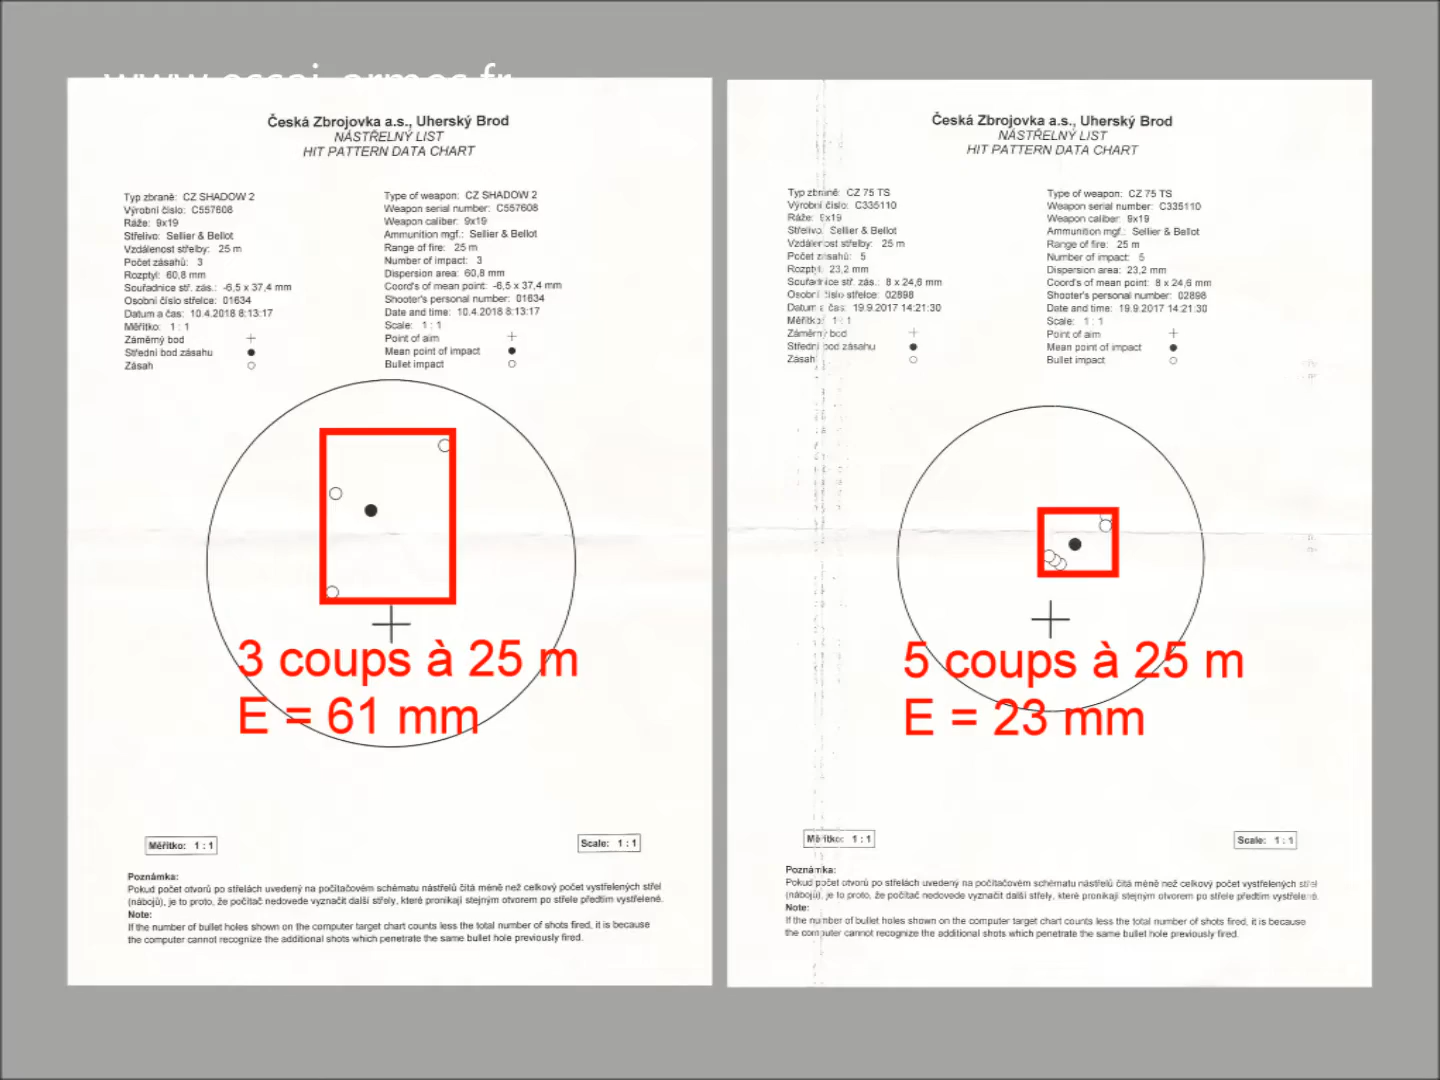 www.essai-armes.fr
Česká Zbrojovka a.s., Uherský Brod
NÁSTŘELNÝ LIST
HIT PATTERN DATA CHART
Typ zbraně: CZ SHADOW 2
Výrobní číslo: C557608
Ráže: 9x19
Střelivo: Sellier & Bellot
Vzdálenost střelby: 25 m
Počet zásahů: 3
Rozptyl: 60,8 mm
Souřadnice stř. zás.: -6,5 x 37,4 mm
Osobní číslo střelce: 01634
Datum a čas: 10.4.2018 8:13:17
Měřítko: 1 : 1
Záměrný bod
Střední bod zásahu
Zásah
Type of weapon: CZ SHADOW 2
Weapon serial number: C557608
Weapon caliber: 9x19
Ammunition mgf.: Sellier & Bellot
Range of fire: 25 m
Number of impact: 3
Dispersion area: 60,8 mm
Coord's of mean point: -6,5 x 37,4 mm
Shooter's personal number: 01634
Date and time: 10.4.2018 8:13:17
Scale: 1 : 1
Point of aim
Mean point of impact
Bullet impact
3 coups à 25 m
E = 61 mm
Měřítko: 1 : 1
Scale: 1 : 1
Poznámka:
Pokud počet otvorů po střelách uvedený na počítačovém schématu nástřelů čítá méně než celkový počet vystřelených střel
(nábojů), je to proto, že počítač nedovede vyznačit další střely, které pronikají stejným otvorem po střele předtím vystřelené.
Note:
If the number of bullet holes shown on the computer target chart counts less the total number of shots fired, it is because
the computer cannot recognize the additional shots which penetrate the same bullet hole previously fired.
Česká Zbrojovka a.s., Uherský Brod
NÁSTŘELNÝ LIST
HIT PATTERN DATA CHART
Typ zbraně: CZ 75 TS
Výrobní číslo: C335110
Ráže: 9x19
Střelivo: Sellier & Bellot
Vzdálenost střelby: 25 m
Počet zásahů: 5
Rozptyl: 23,2 mm
Souřadnice stř. zás.: 8 x 24,6 mm
Osobní číslo střelce: 02898
Datum a čas: 19.9.2017 14:21:30
Měřítko: 1 : 1
Záměrný bod
Střední bod zásahu
Zásah
Type of weapon: CZ 75 TS
Weapon serial number: C335110
Weapon caliber: 9x19
Ammunition mgf.: Sellier & Bellot
Range of fire: 25 m
Number of impact: 5
Dispersion area: 23,2 mm
Coord's of mean point: 8 x 24,6 mm
Shooter's personal number: 02898
Date and time: 19.9.2017 14:21:30
Scale: 1 : 1
Point of aim
Mean point of impact
Bullet impact
5 coups à 25 m
E = 23 mm
Měřítko: 1 : 1
Scale: 1 : 1
Poznámka:
Pokud počet otvorů po střelách uvedený na počítačovém schématu nástřelů čítá méně než celkový počet vystřelených střel
(nábojů), je to proto, že počítač nedovede vyznačit další střely, které pronikají stejným otvorem po střele předtím vystřelené.
Note:
If the number of bullet holes shown on the computer target chart counts less the total number of shots fired, it is because
the computer cannot recognize the additional shots which penetrate the same bullet hole previously fired.